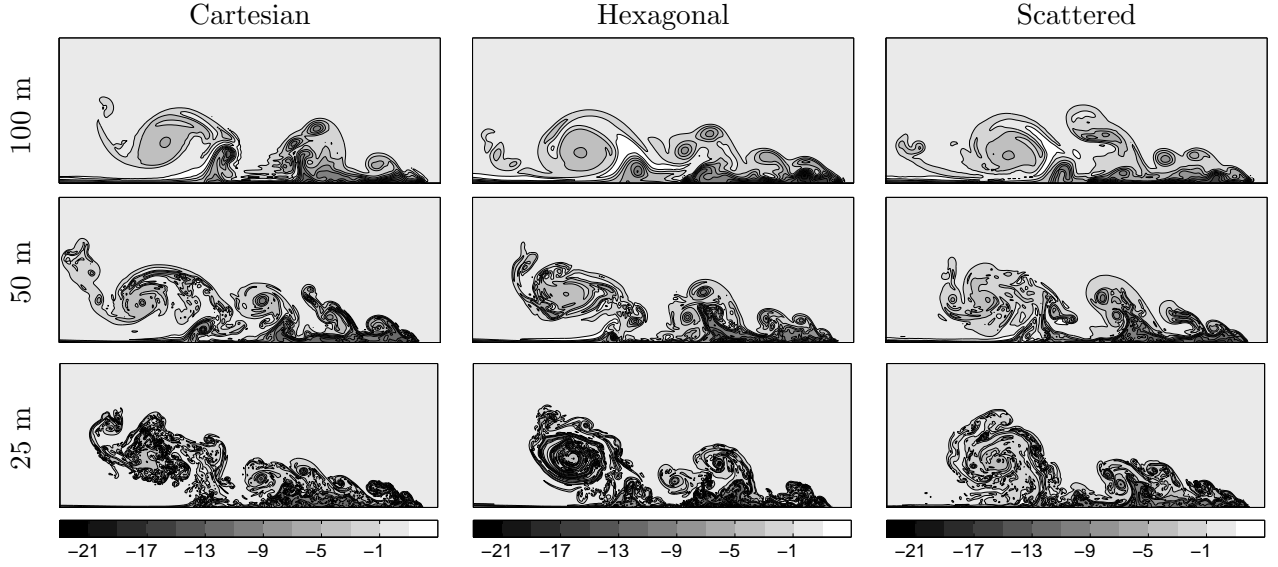 Cartesian Hexagonal Scattered
100 m
50 m
25 m
−21 −17 −13 −9 −5 −1 −21 −17 −13 −9 −5 −1 −21 −17 −13 −9 −5 −1